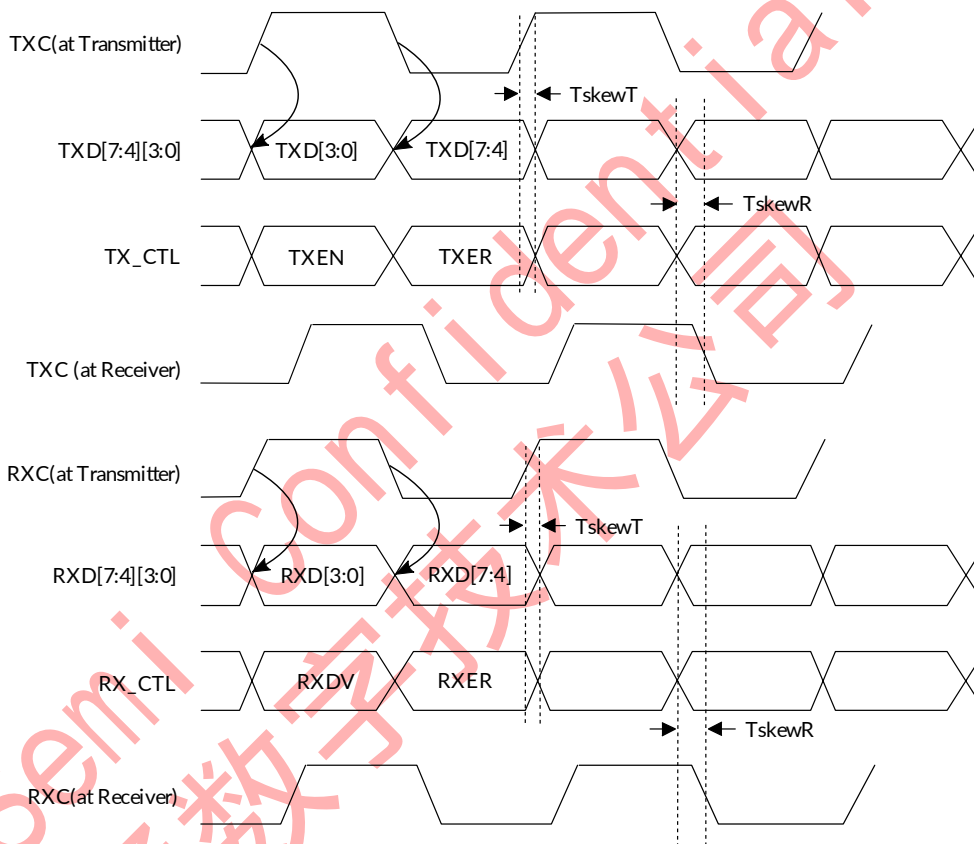 TXC(at Transmitter)
TskewT
TXD[7:4][3:0]
TXD[3:0]
TXD[7:4]
TskewR
TX_CTL
TXEN
TXER
TXC (at Receiver)
RXC(at Transmitter)
TskewT
RXD[7:4][3:0]
RXD[3:0]
RXD[7:4]
RX_CTL
RXDV
RXER
TskewR
RXC(at Receiver)
semi Confidential
数字技术公司